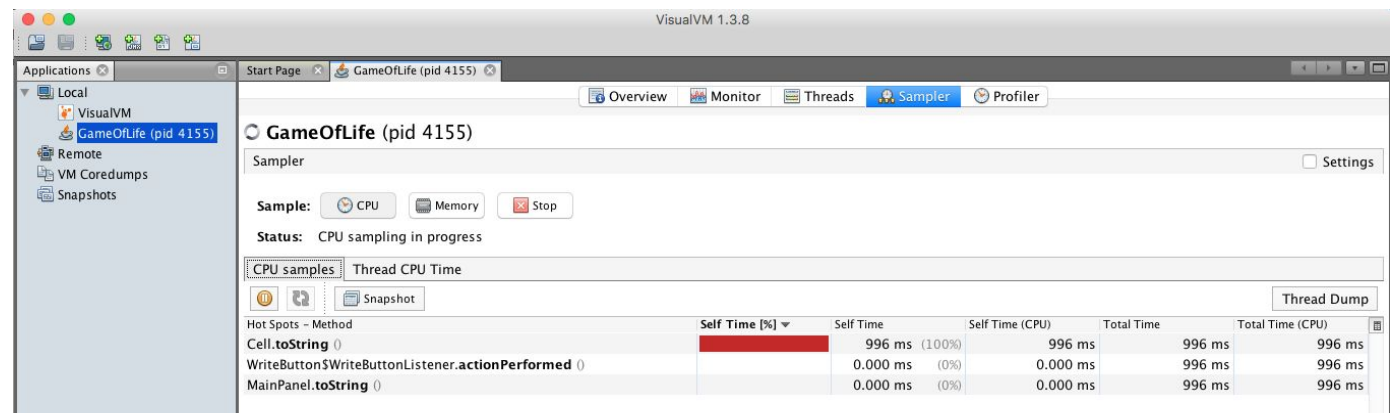 VisualVM 1.3.8
Applications
Start Page GameOfLife (pid 4155)
Local
VisualVM
GameOfLife (pid 4155)
Remote
VM Coredumps
Snapshots
Overview Monitor Threads Sampler Profiler
GameOfLife (pid 4155)
Sampler Settings
Sample: CPU Memory Stop
Status: CPU sampling in progress
CPU samples Thread CPU Time
Snapshot Thread Dump
Hot Spots – Method Self Time [%] Self Time Self Time (CPU) Total Time Total Time (CPU)
Cell.toString () 996 ms (100%) 996 ms 996 ms 996 ms
WriteButton$WriteButtonListener.actionPerformed () 0.000 ms (0%) 0.000 ms 996 ms 996 ms
MainPanel.toString () 0.000 ms (0%) 0.000 ms 996 ms 996 ms